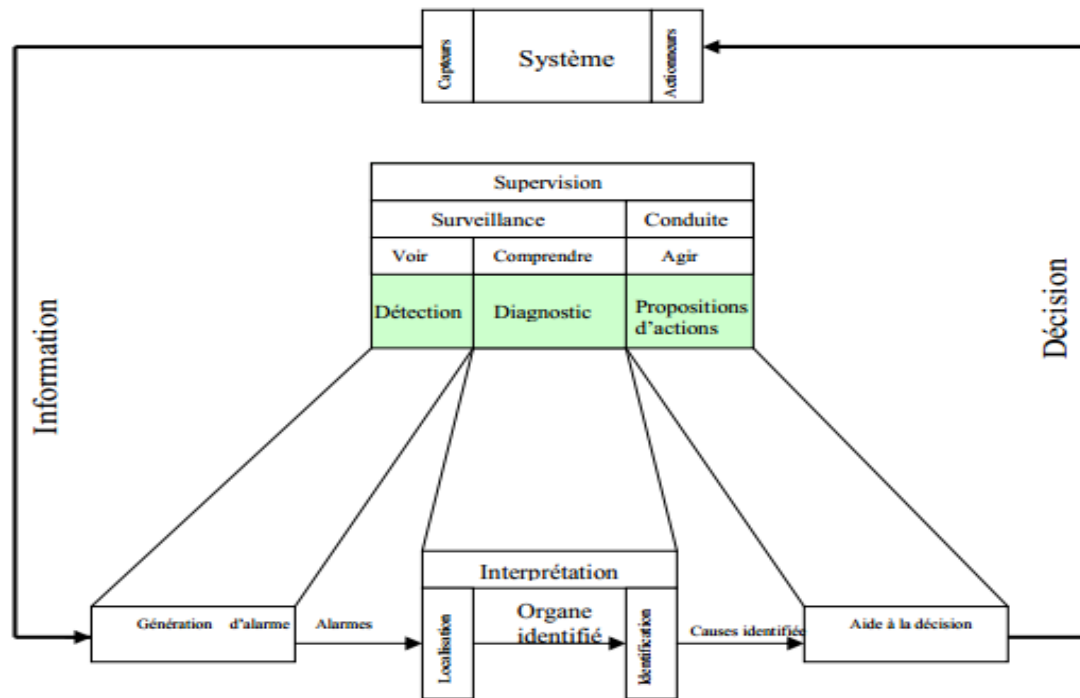 Capteurs
Système
Actionneurs
Supervision
Surveillance
Conduite
Voir
Comprendre
Agir
Détection
Diagnostic
Propositions
d'actions
Information
Décision
Interprétation
Génération d'alarme
Alarmes
Localisation
Organe
identifié
Identification
Causes identifiée
Aide à la décision